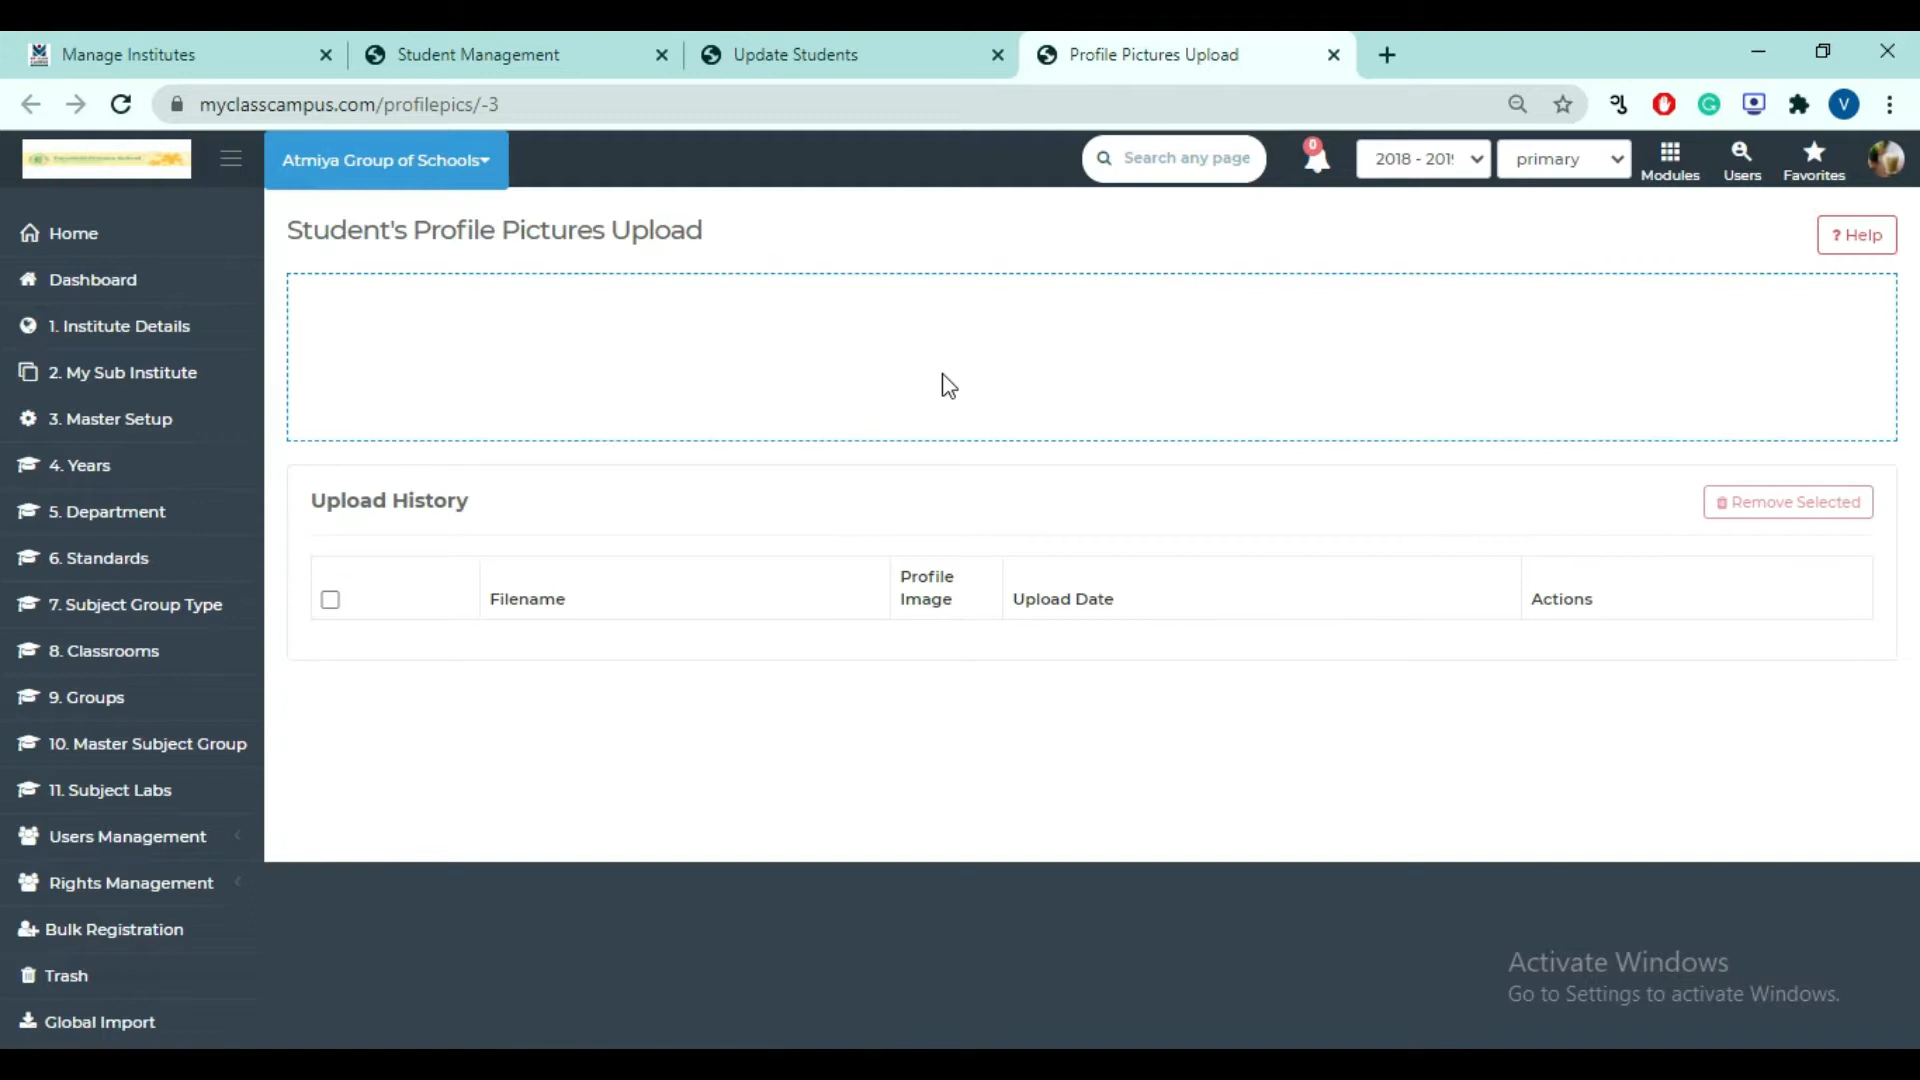 Manage Institutes
Student Management
Update Students
Profile Pictures Upload
myclasscampus.com/profilepics/-3
V
Atmiya Group of Schools
Search any page
0
2018 - 201
primary
Modules
Users
Favorites
Home
Dashboard
1. Institute Details
2. My Sub Institute
3. Master Setup
4. Years
5. Department
6. Standards
7. Subject Group Type
8. Classrooms
9. Groups
10. Master Subject Group
11. Subject Labs
Users Management
Rights Management
Bulk Registration
Trash
Global Import
Student's Profile Pictures Upload
? Help
Upload History
Remove Selected
Filename
Profile
Image
Upload Date
Actions
Activate Windows
Go to Settings to activate Windows.